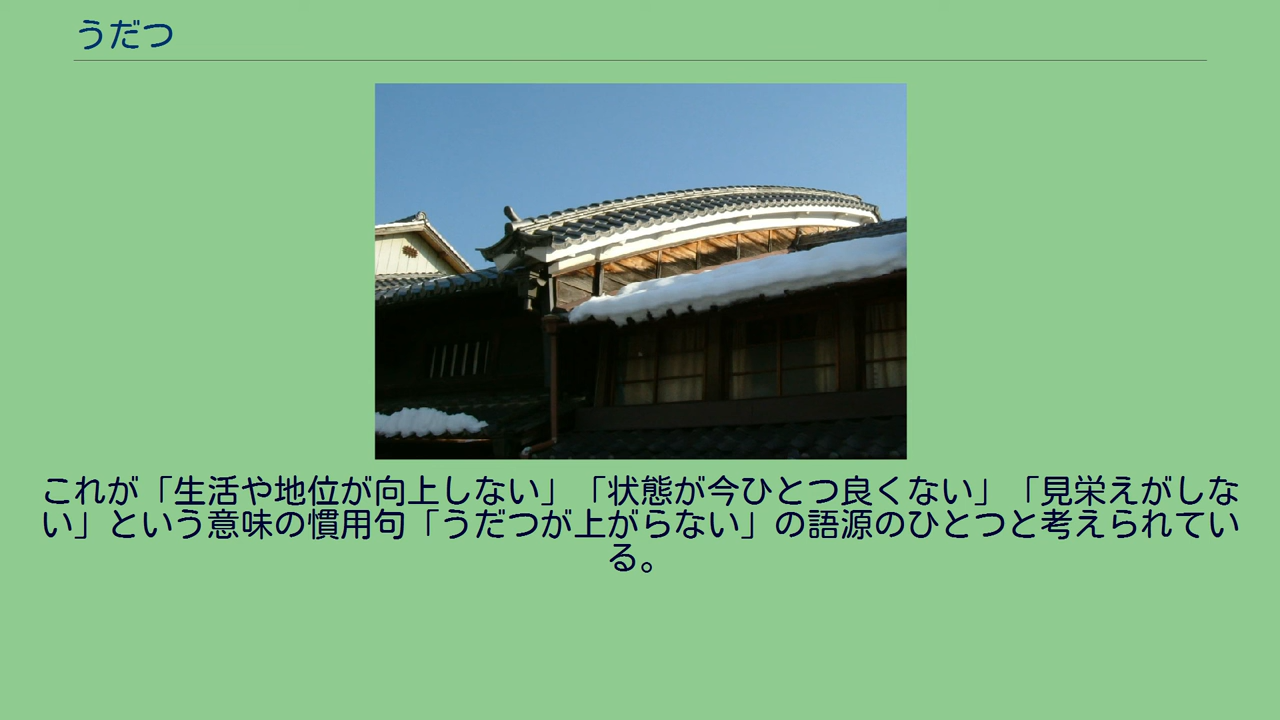 うだつ
これが「生活や地位が向上しない」「状態が今ひとつ良くない」「見栄えがしな
い」という意味の慣用句「うだつが上がらない」の語源のひとつと考えられてい
る。